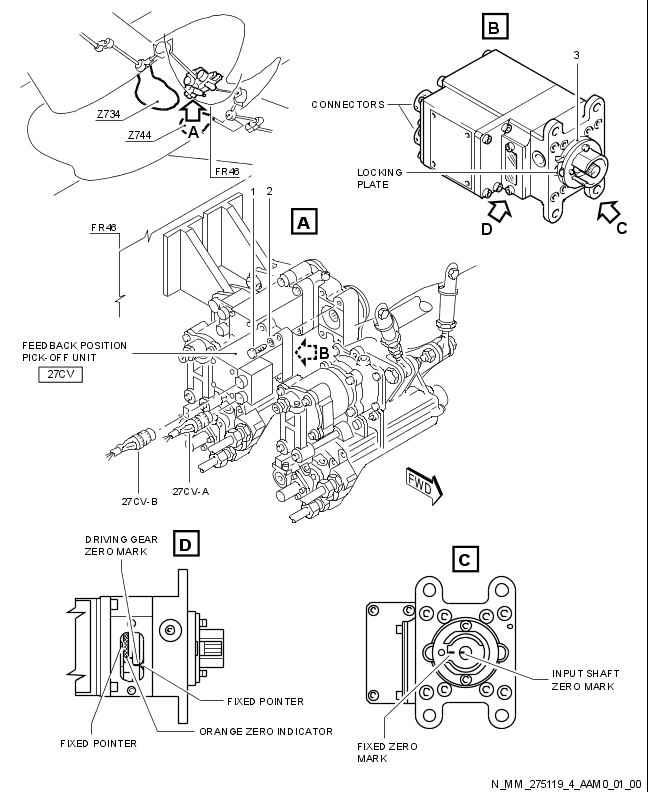 Z734
Z744
A
FR46
B
3
CONNECTORS
LOCKING
PLATE
D
C
1
2
FR46
A
FEEDBACK POSITION
PICK-OFF UNIT
27CV
B
27CV-A
27CV-B
FWD
DRIVING GEAR
ZERO MARK
D
FIXED POINTER
ORANGE ZERO INDICATOR
FIXED POINTER
C
INPUT SHAFT
ZERO MARK
FIXED ZERO
MARK
N_MM_275119_4_AAM0_01_00